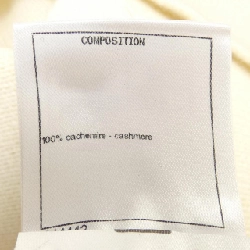 COMPOSITION
100% cachemire - cashmere